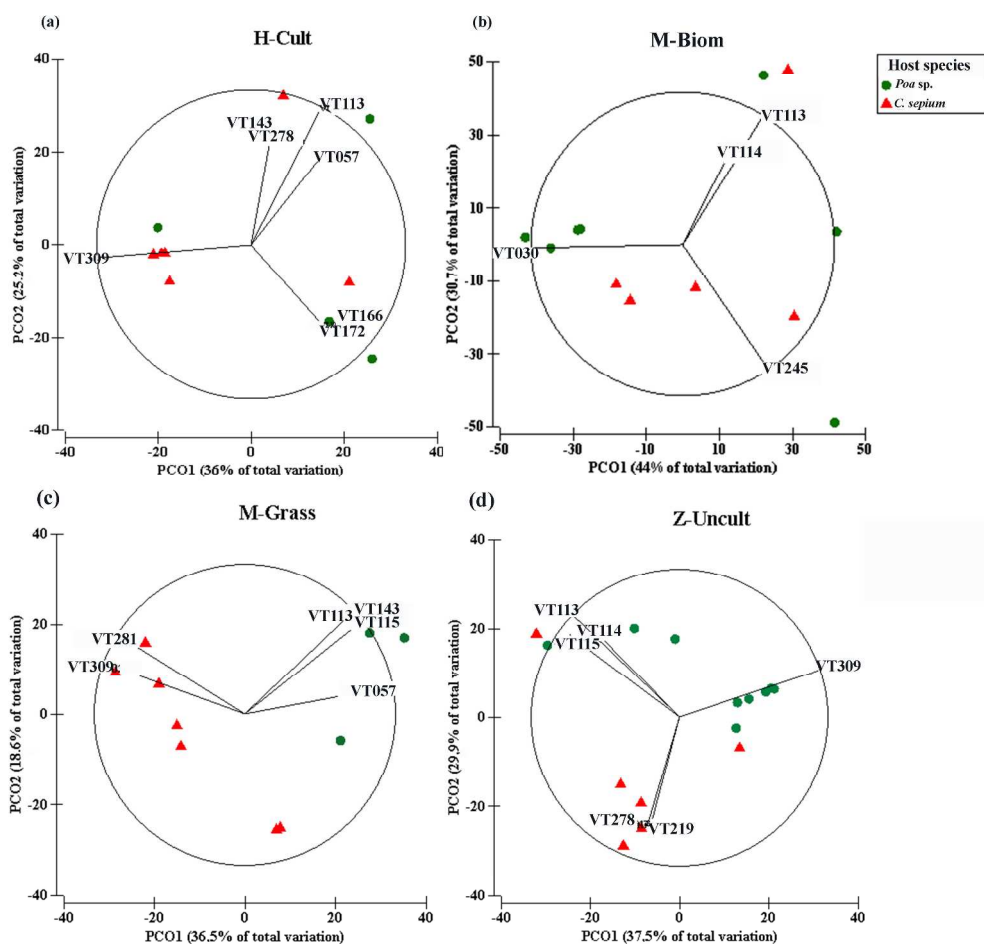 (a)
H-Cult
40
20
0
-20
-40
-40
-20
0
20
40
PCO2 (25.2% of total variation)
PCO1 (36% of total variation)
VT113
VT143
VT278
VT057
VT309
VT166
VT172
(b)
M-Biom
50
30
10
-10
-30
-50
-50
-30
-10
10
30
50
PCO2 (30.7% of total variation)
PCO1 (44% of total variation)
VT113
VT114
VT030
VT245
Host species
Poa sp.
C. sepium
(c)
M-Grass
40
20
0
-20
-40
-40
-20
0
20
40
PCO2 (18.6% of total variation)
PCO1 (36.5% of total variation)
VT143
VT113
VT115
VT281
VT309
VT057
(d)
Z-Uncult
40
20
0
-20
-40
-40
-20
0
20
40
PCO2 (29.9% of total variation)
PCO1 (37.5% of total variation)
VT113
VT114
VT115
VT309
VT278
VT219